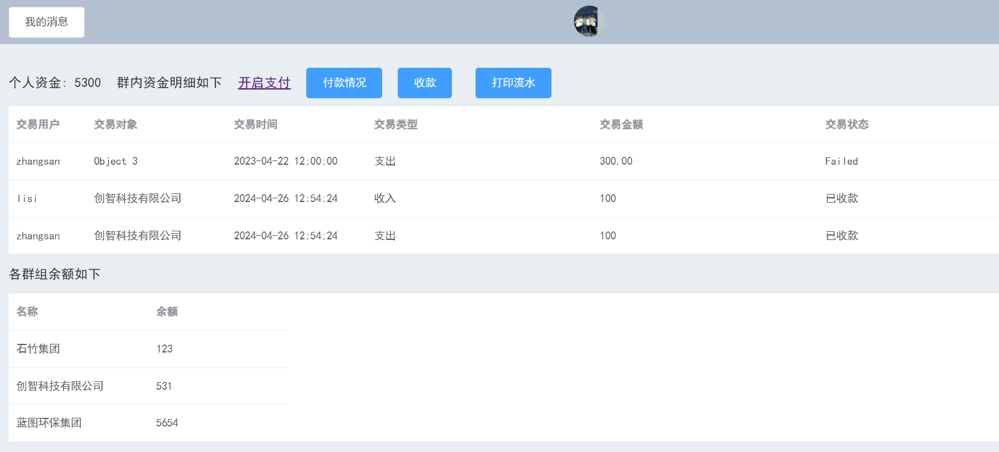 我的消息
个人资金: 5300 群内资金明细如下 开启支付 付款情况 收款 打印流水
交易用户 交易对象 交易时间 交易类型 交易金额 交易状态
zhangsan Object 3 2023-04-22 12:00:00 支出 300.00 Failed
lisi 创智科技有限公司 2024-04-26 12:54:24 收入 100 已收款
zhangsan 创智科技有限公司 2024-04-26 12:54:24 支出 100 已收款
各群组余额如下
名称 余额
石竹集团 123
创智科技有限公司 531
蓝图环保集团 5654